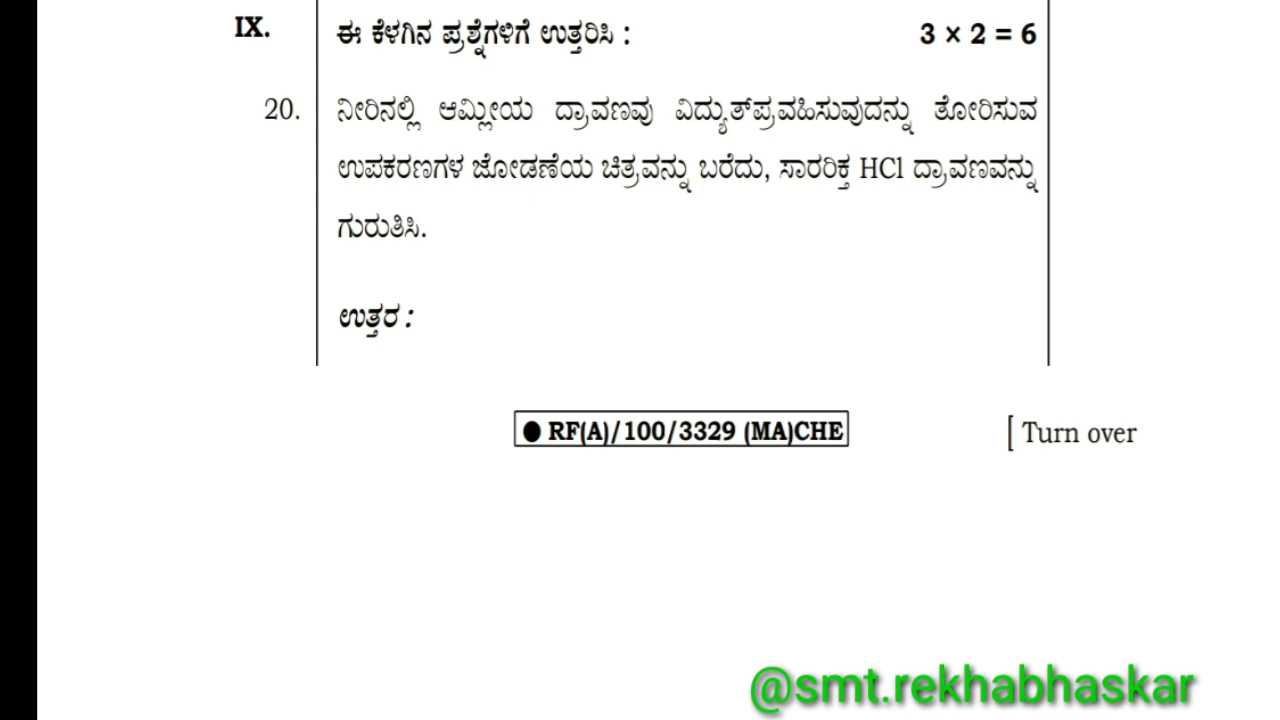 IX. ಈ ಕೆಳಗಿನ ಪ್ರಶ್ನೆಗಳಿಗೆ ಉತ್ತರಿಸಿ : 3 × 2 = 6
20. ನೀರಿನಲ್ಲಿ ಆಮ್ಲೀಯ ದ್ರಾವಣವು ವಿದ್ಯುತ್‌ಪ್ರವಹಿಸುವುದನ್ನು ತೋರಿಸುವ
ಉಪಕರಣಗಳ ಜೋಡಣೆಯ ಚಿತ್ರವನ್ನು ಬರೆದು, ಸಾರರಿಕ್ತ HCl ದ್ರಾವಣವನ್ನು
ಗುರುತಿಸಿ.
ಉತ್ತರ :
● RF(A)/100/3329 (MA)CHE [ Turn over
@smt.rekhabhaskar